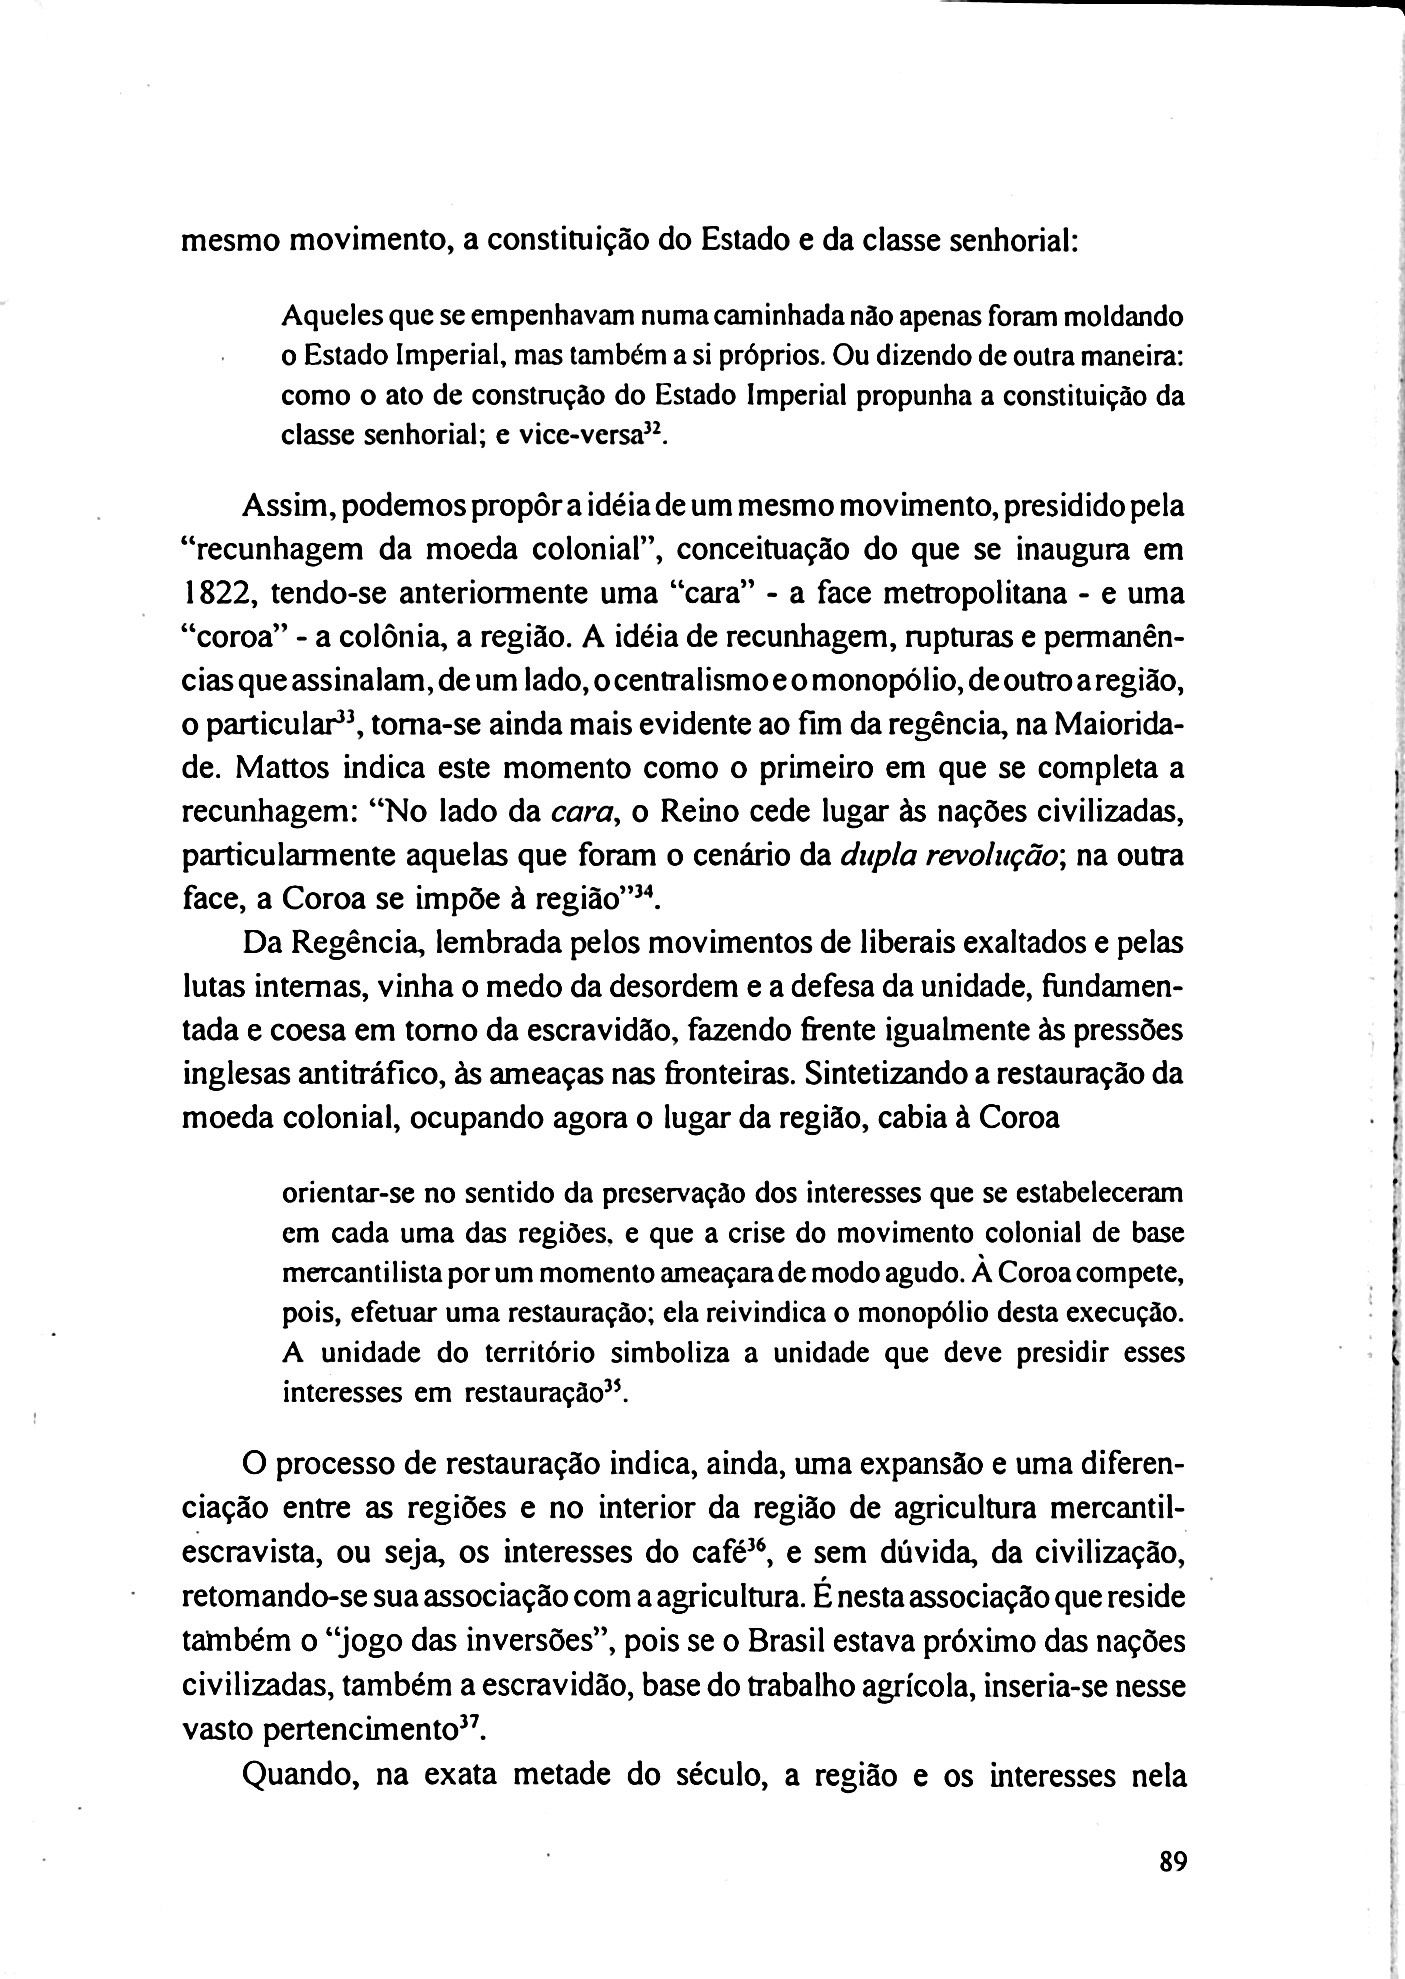 mesmo movimento, a constituição do Estado e da classe senhorial:
Aqueles que se empenhavam numa caminhada não apenas foram moldando
o Estado Imperial, mas também a si próprios. Ou dizendo de outra maneira:
como o ato de construção do Estado Imperial propunha a constituição da
classe senhorial; e vice-versa³².
Assim, podemos propôr a idéia de um mesmo movimento, presidido pela
“recunhagem da moeda colonial”, conceituação do que se inaugura em
1822, tendo-se anteriormente uma “cara” - a face metropolitana - e uma
“coroa” - a colônia, a região. A idéia de recunhagem, rupturas e permanên-
cias que assinalam, de um lado, o centralismo e o monopólio, de outro a região,
o particular³³, torna-se ainda mais evidente ao fim da regência, na Maiorida-
de. Mattos indica este momento como o primeiro em que se completa a
recunhagem: “No lado da cara, o Reino cede lugar às nações civilizadas,
particularmente aquelas que foram o cenário da dupla revolução; na outra
face, a Coroa se impõe à região”³⁴.
Da Regência, lembrada pelos movimentos de liberais exaltados e pelas
lutas internas, vinha o medo da desordem e a defesa da unidade, fundamen-
tada e coesa em torno da escravidão, fazendo frente igualmente às pressões
inglesas antitráfico, às ameaças nas fronteiras. Sintetizando a restauração da
moeda colonial, ocupando agora o lugar da região, cabia à Coroa
orientar-se no sentido da preservação dos interesses que se estabeleceram
em cada uma das regiões, e que a crise do movimento colonial de base
mercantilista por um momento ameaçara de modo agudo. À Coroa compete,
pois, efetuar uma restauração; ela reivindica o monopólio desta execução.
A unidade do território simboliza a unidade que deve presidir esses
interesses em restauração³⁵.
O processo de restauração indica, ainda, uma expansão e uma diferen-
ciação entre as regiões e no interior da região de agricultura mercantil-
escravista, ou seja, os interesses do café³⁶, e sem dúvida, da civilização,
retomando-se sua associação com a agricultura. É nesta associação que reside
também o “jogo das inversões”, pois se o Brasil estava próximo das nações
civilizadas, também a escravidão, base do trabalho agrícola, inseria-se nesse
vasto pertencimento³⁷.
Quando, na exata metade do século, a região e os interesses nela
89